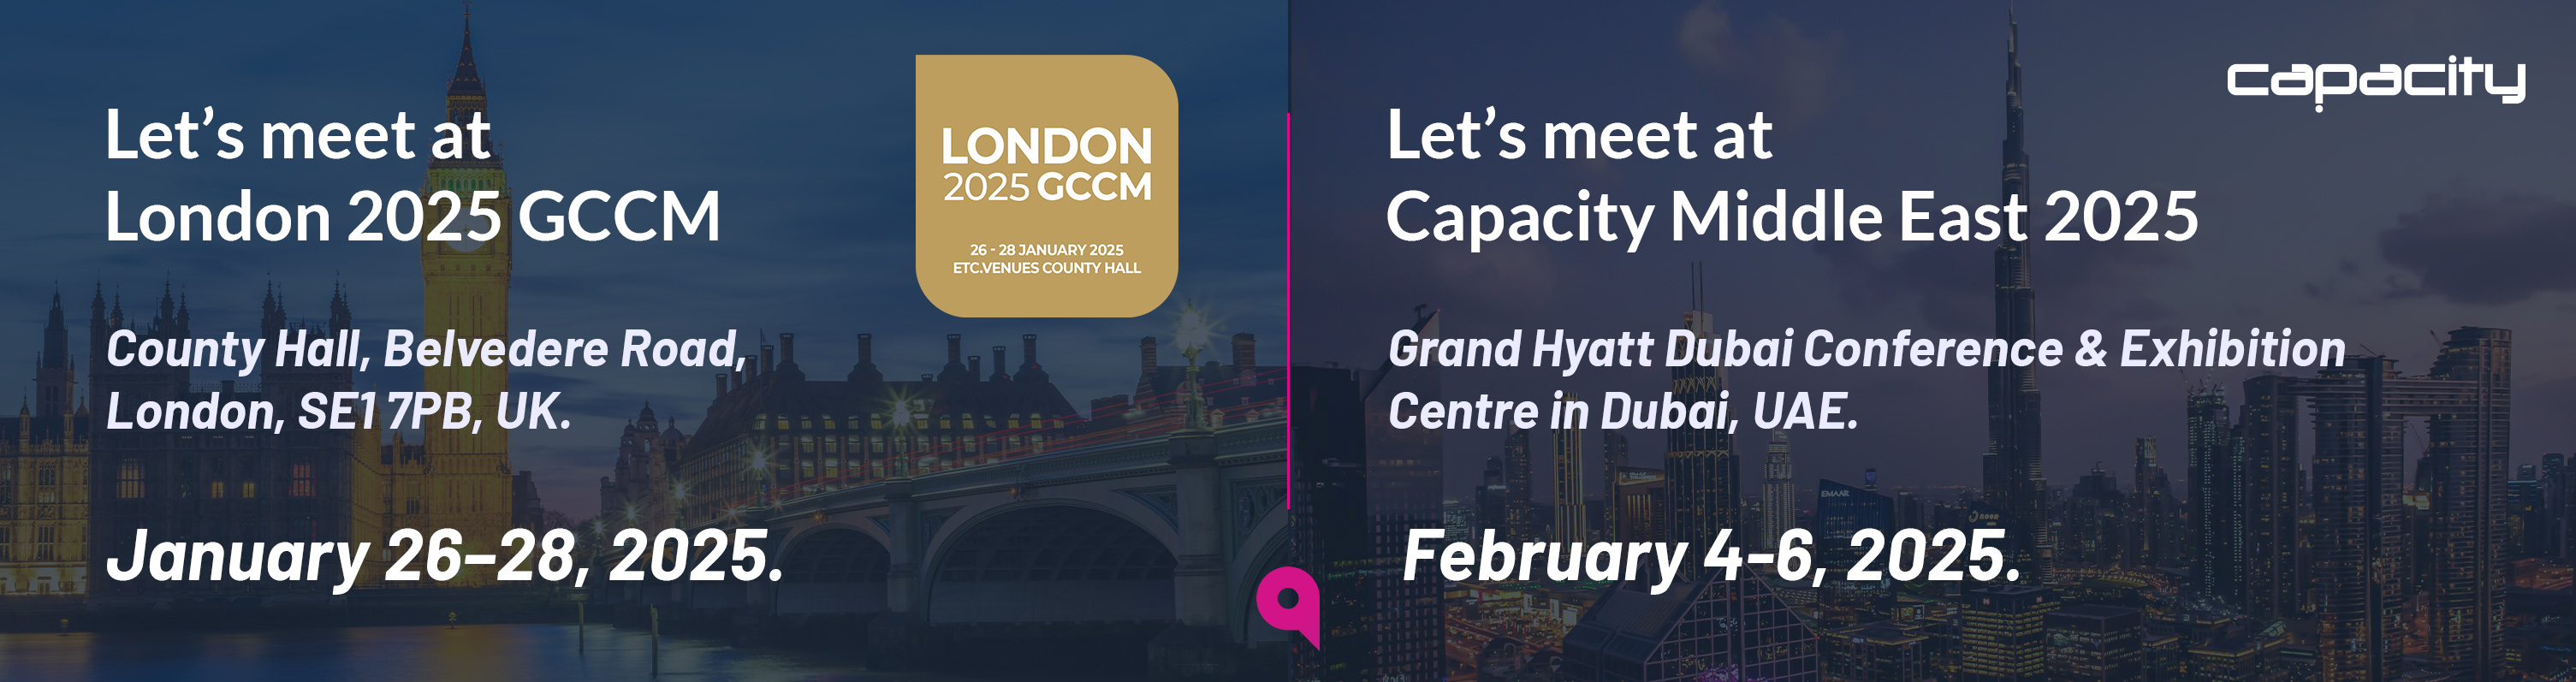 Let’s meet at
London 2025 GCCM
County Hall, Belvedere Road,
London, SE1 7PB, UK.
January 26–28, 2025.
LONDON
2025 GCCM
26 - 28 JANUARY 2025
ETC.VENUES COUNTY HALL
capacity
Let’s meet at
Capacity Middle East 2025
Grand Hyatt Dubai Conference & Exhibition
Centre in Dubai, UAE.
February 4-6, 2025.
EMAAR
noon